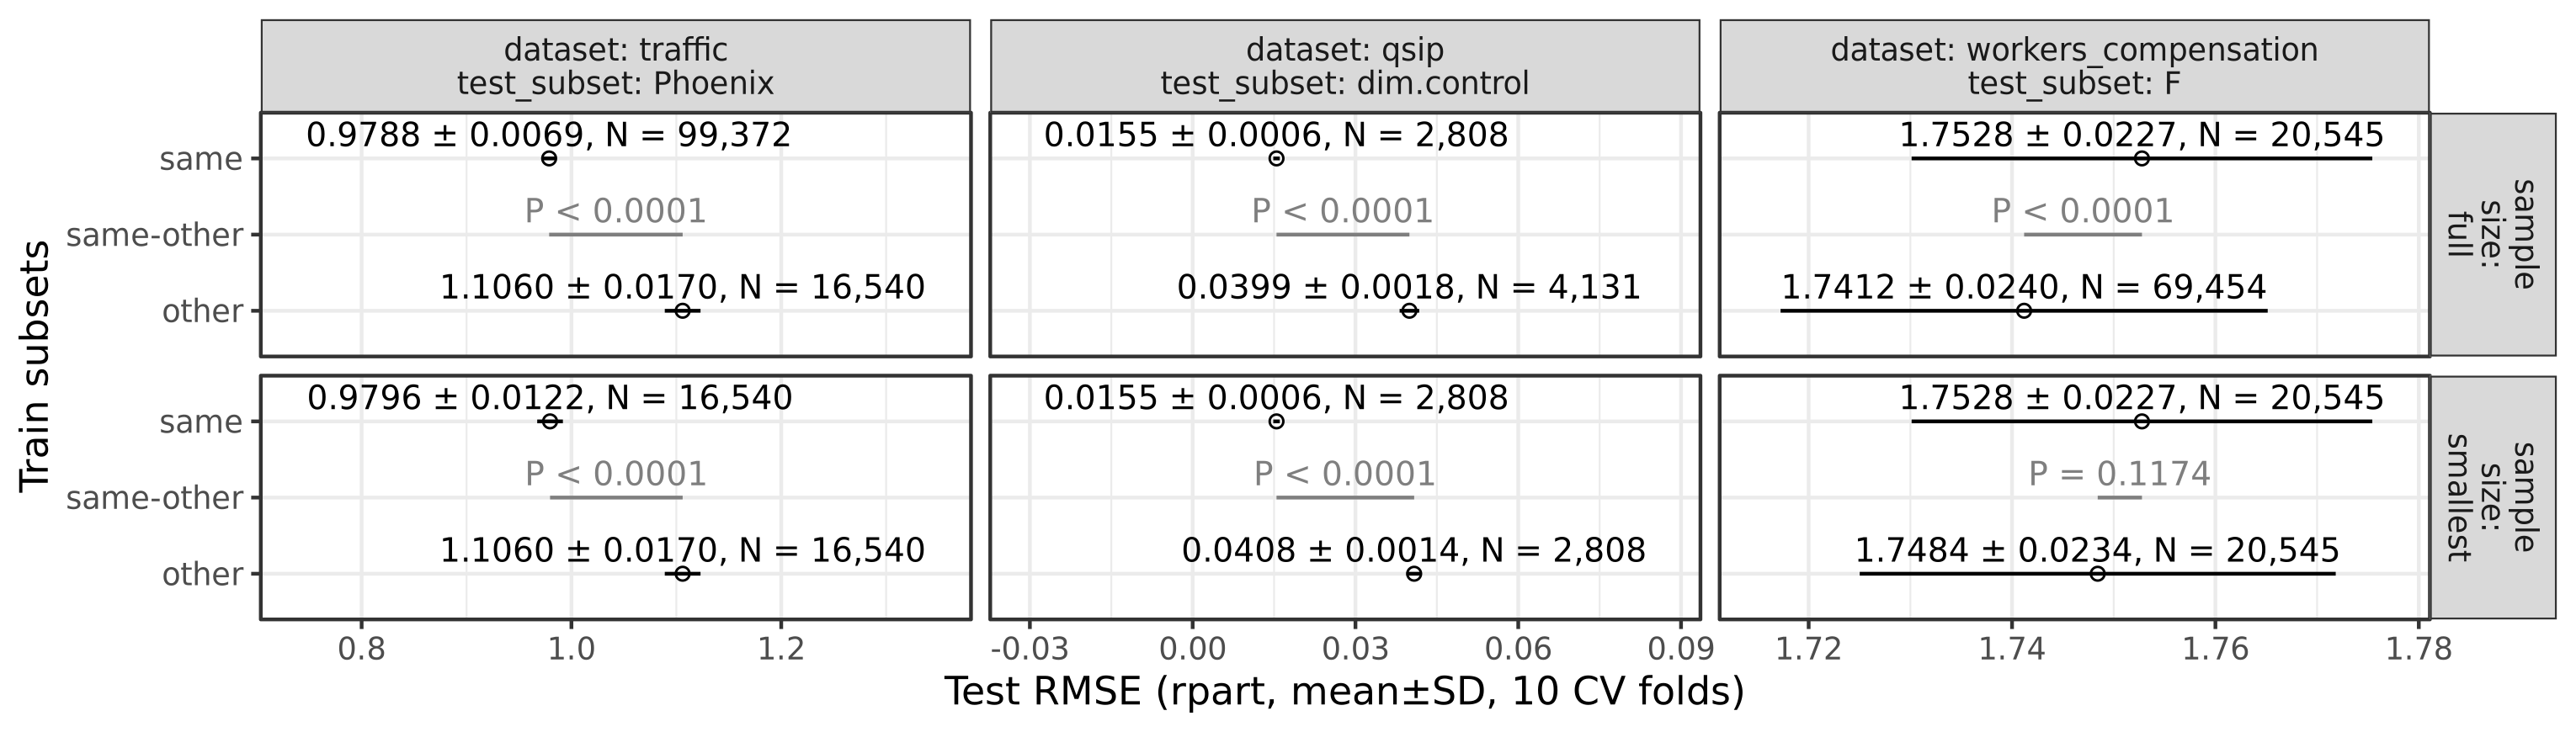 dataset: traffic
test_subset: Phoenix
dataset: qsip
test_subset: dim.control
dataset: workers_compensation
test_subset: F
Train subsets
same
same-other
other
0.9788 ± 0.0069, N = 99,372
P < 0.0001
1.1060 ± 0.0170, N = 16,540
0.0155 ± 0.0006, N = 2,808
P < 0.0001
0.0399 ± 0.0018, N = 4,131
1.7528 ± 0.0227, N = 20,545
P < 0.0001
1.7412 ± 0.0240, N = 69,454
sample
size:
full
same
same-other
other
0.9796 ± 0.0122, N = 16,540
P < 0.0001
1.1060 ± 0.0170, N = 16,540
0.0155 ± 0.0006, N = 2,808
P < 0.0001
0.0408 ± 0.0014, N = 2,808
1.7528 ± 0.0227, N = 20,545
P = 0.1174
1.7484 ± 0.0234, N = 20,545
sample
size:
smallest
0.8 1.0 1.2
-0.03 0.00 0.03 0.06 0.09
1.72 1.74 1.76 1.78
Test RMSE (rpart, mean±SD, 10 CV folds)